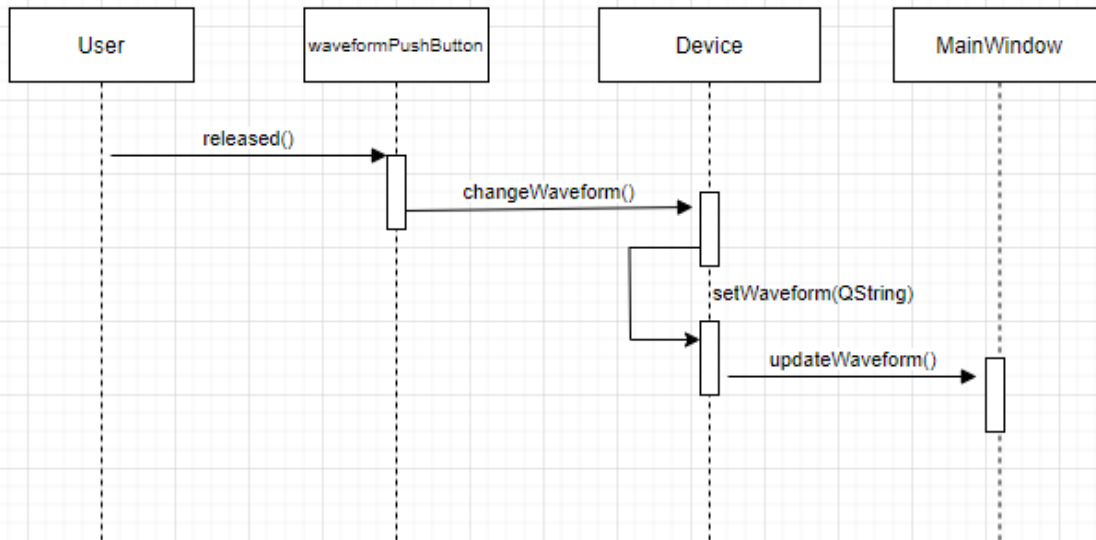 User
waveformPushButton
Device
MainWindow
released()
changeWaveform()
setWaveform(QString)
updateWaveform()